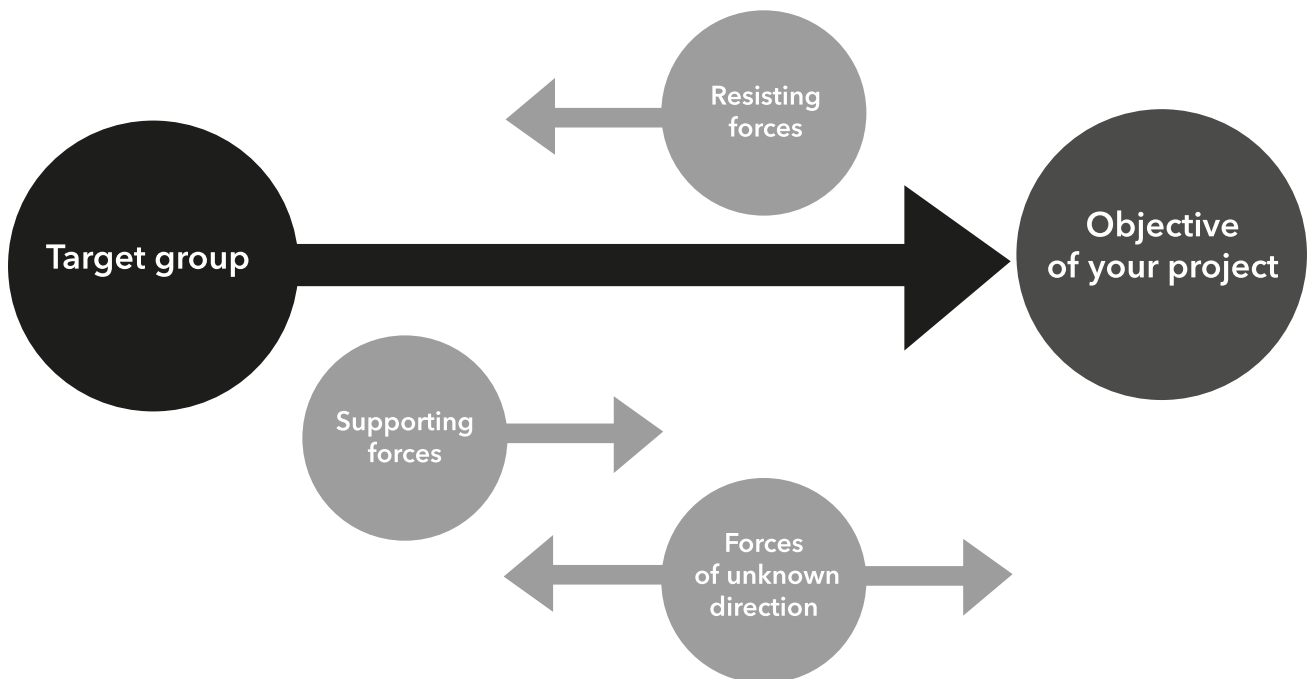 Resisting
forces
Target group
Objective
of your project
Supporting
forces
Forces
of unknown
direction